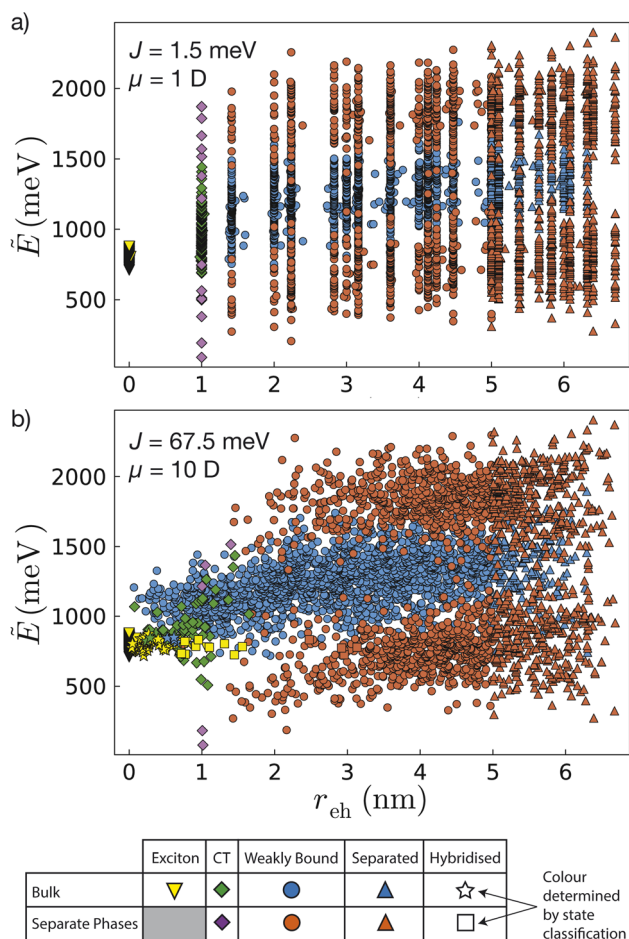 a)
J = 1.5 meV
μ = 1 D
2000
1500
1000
500
Ẽ (meV)
0 1 2 3 4 5 6
b)
J = 67.5 meV
μ = 10 D
2000
1500
1000
500
Ẽ (meV)
0 1 2 3 4 5 6
r_eh (nm)
Exciton CT Weakly Bound Separated Hybridised
Bulk
Separate Phases
Colour
determined
by state
classification